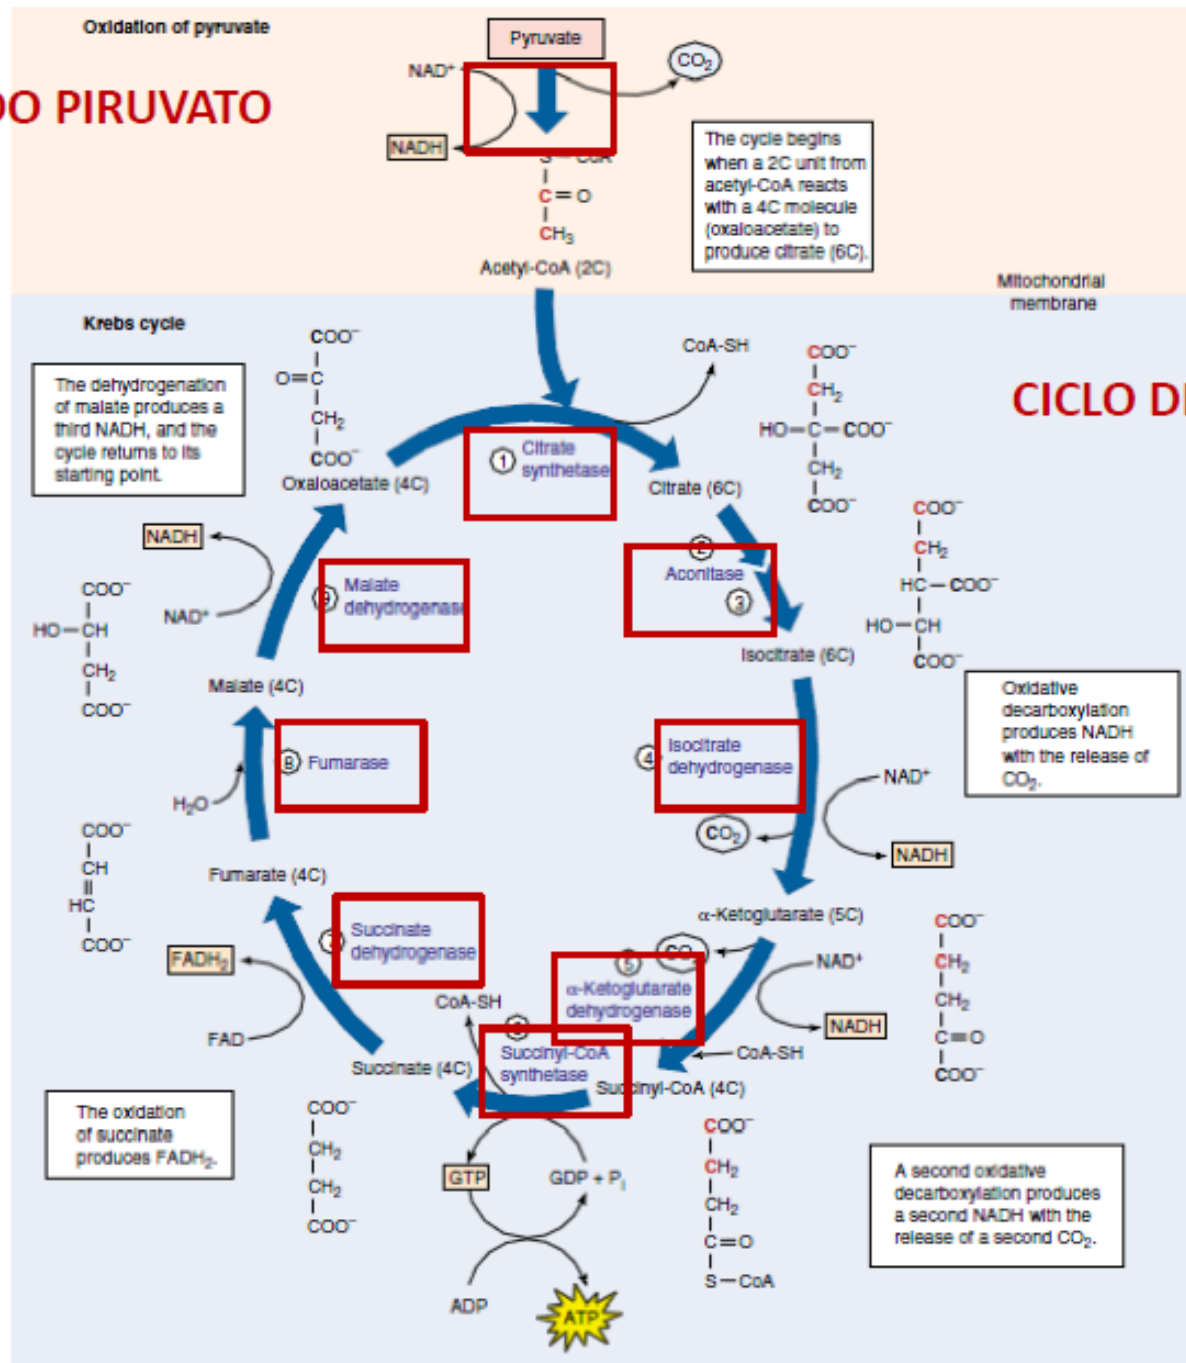 Oxidation of pyruvate
Pyruvate
CO₂
NAD⁺
DO PIRUVATO
NADH
S—CoA
C=O
CH₃
Acetyl-CoA (2C)
The cycle begins
when a 2C unit from
acetyl-CoA reacts
with a 4C molecule
(oxaloacetate) to
produce citrate (6C).
Mitochondrial
membrane
Krebs cycle
The dehydrogenation
of malate produces a
third NADH, and the
cycle returns to its
starting point.
COO⁻
O=C
CH₂
COO⁻
Oxaloacetate (4C)
CoA-SH
COO⁻
CH₂
HO—C—COO⁻
CH₂
COO⁻
CICLO DE
① Citrate
synthetase
Citrate (6C)
②
Aconitase
③
COO⁻
CH₂
HC—COO⁻
HO—CH
COO⁻
Isocitrate (6C)
NADH
NAD⁺
⑨ Malate
dehydrogenase
COO⁻
HO—CH
CH₂
COO⁻
Malate (4C)
Oxidative
decarboxylation
produces NADH
with the release of
CO₂.
④ Isocitrate
dehydrogenase
NAD⁺
CO₂
NADH
⑧ Fumarase
H₂O
COO⁻
CH
HC
COO⁻
Fumarate (4C)
α-Ketoglutarate (5C)
COO⁻
CH₂
CH₂
C=O
COO⁻
⑦ Succinate
dehydrogenase
FADH₂
FAD
⑤ CO₂
α-Ketoglutarate
dehydrogenase
NAD⁺
NADH
CoA-SH
CoA-SH
⑥
Succinyl-CoA
synthetase
Succinate (4C)
Succinyl-CoA (4C)
The oxidation
of succinate
produces FADH₂.
COO⁻
CH₂
CH₂
COO⁻
GTP
GDP + Pᵢ
ADP
ATP
COO⁻
CH₂
CH₂
C=O
S—CoA
A second oxidative
decarboxylation produces
a second NADH with the
release of a second CO₂.